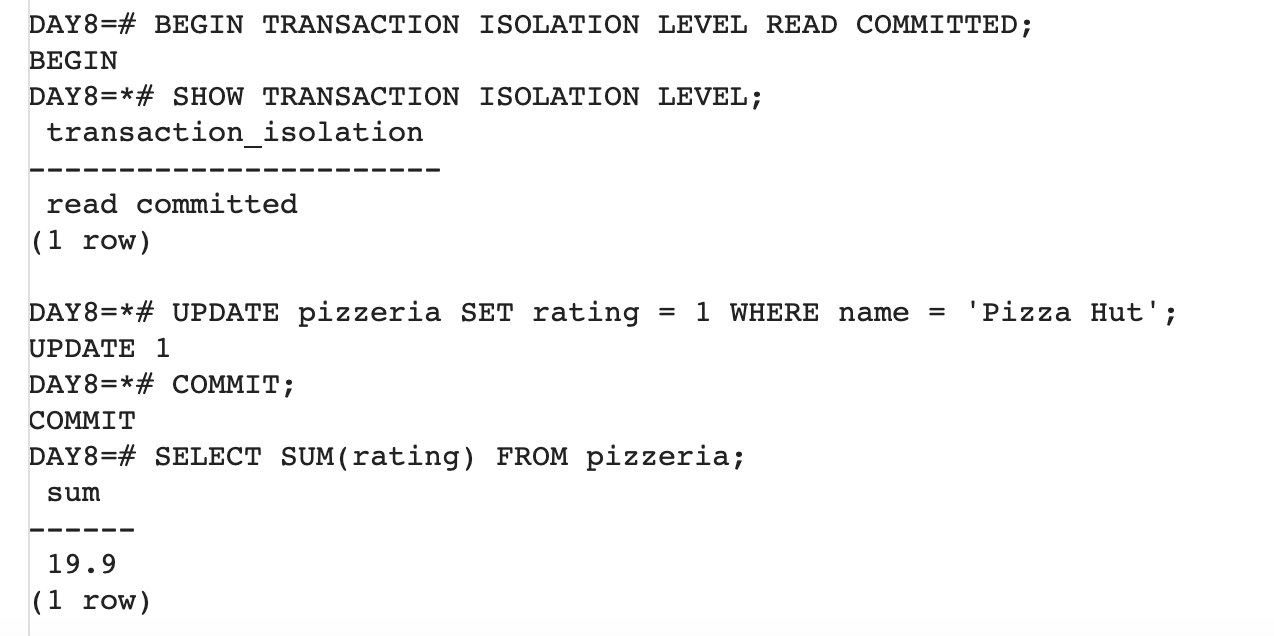 DAY8=# BEGIN TRANSACTION ISOLATION LEVEL READ COMMITTED;
BEGIN
DAY8=*# SHOW TRANSACTION ISOLATION LEVEL;
 transaction_isolation
-----------------------
 read committed
(1 row)

DAY8=*# UPDATE pizzeria SET rating = 1 WHERE name = 'Pizza Hut';
UPDATE 1
DAY8=*# COMMIT;
COMMIT
DAY8=# SELECT SUM(rating) FROM pizzeria;
 sum
------
 19.9
(1 row)